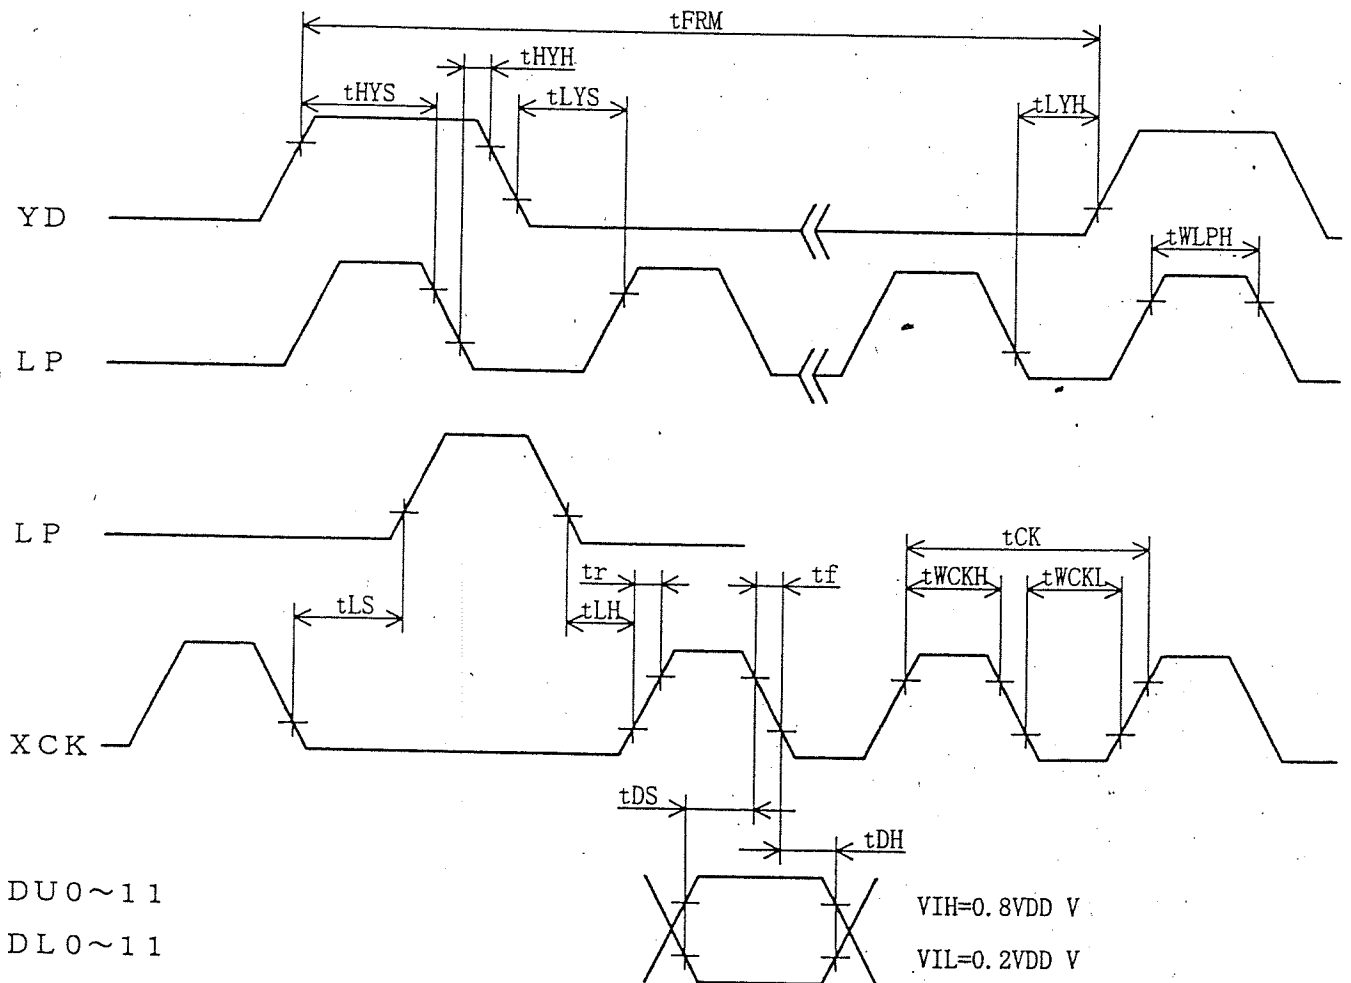 tFRM
tHYH
tHYS
tLYS
tLYH
YD
tWLPH
LP
LP
tCK
tr
tf
tWCKH
tWCKL
tLS
tLH
XCK
tDS
tDH
DU0~11
VIH=0.8VDD V
DL0~11
VIL=0.2VDD V